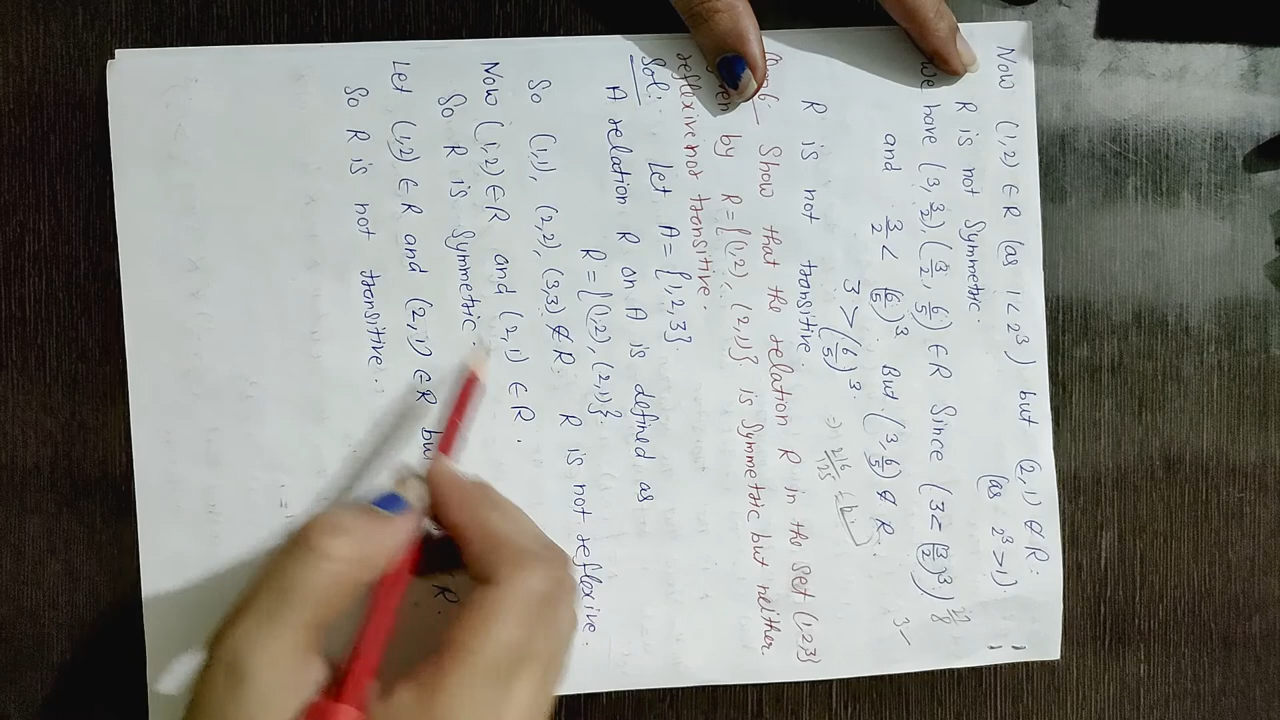 Now (1,2) ∈ R (as 1 < 2³) but (2,1) ∉ R.
(as 2³ > 1).
R is not Symmetric.
We have (3, 3/2), (3/2, 6/5) ∈ R Since (3 < (3/2)³) 27/8
and 3/2 < (6/5)³. But (3, 6/5) ∉ R.
3 > (6/5)³.
R is not transitive.
Show that the relation R in the set {1,2,3}
by R = {(1,2), (2,1)} is Symmetric but neither
reflexive not transitive.
Sol: Let A = {1,2,3}.
A relation R on A is defined as
R = {(1,2), (2,1)}.
So (1,1), (2,2), (3,3) ∉ R. R is not reflexive.
Now (1,2) ∈ R and (2,1) ∈ R.
So R is Symmetric.
Let (1,2) ∈ R and (2,1) ∈ R R.
So R is not transitive.